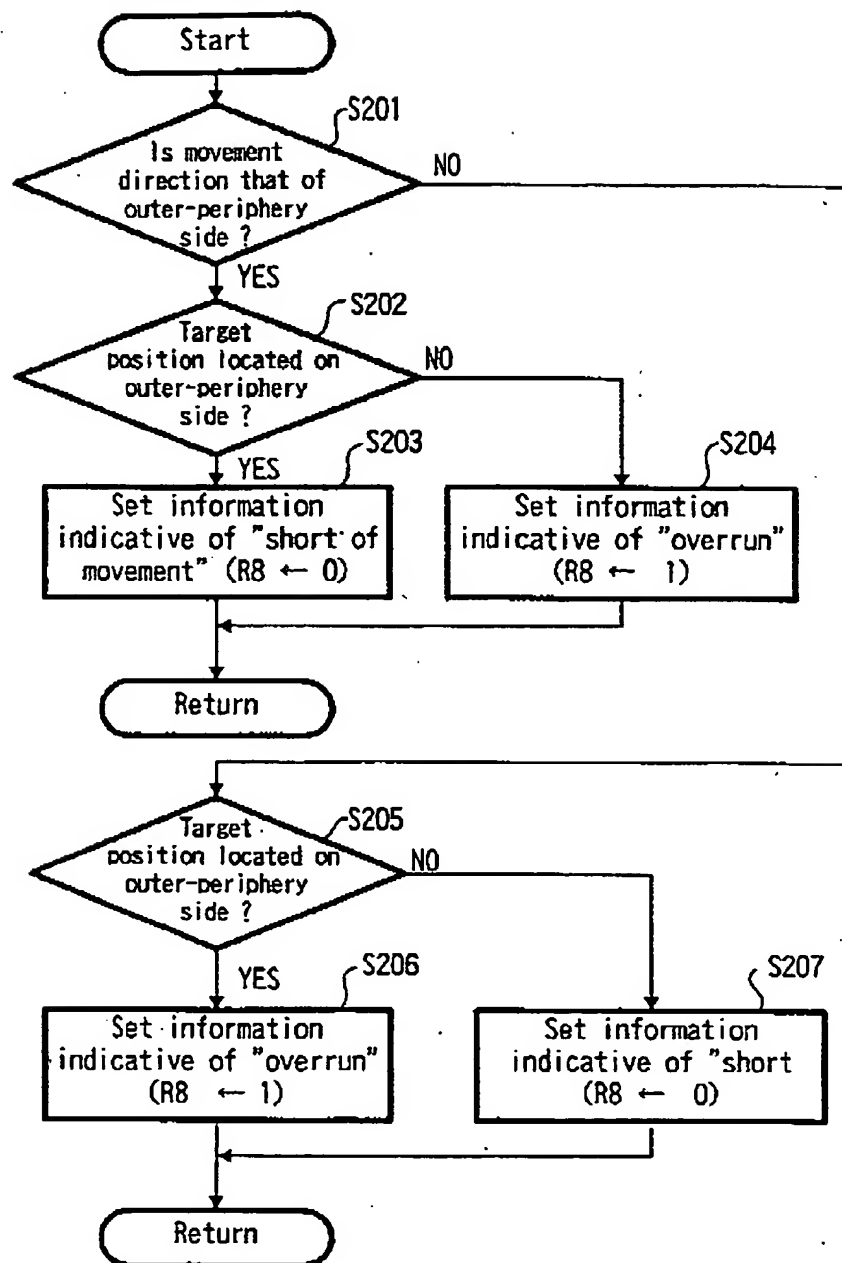 Start
S201
Is movement
direction that of
outer-periphery
side ?
NO
YES
S202
Target
position located on
outer-periphery
side ?
NO
YES
S203
Set information
indicative of "short of
movement" (R8 ← 0)
S204
Set information
indicative of "overrun"
(R8 ← 1)
Return
S205
Target
position located on
outer-periphery
side ?
NO
YES
S206
Set information
indicative of "overrun"
(R8 ← 1)
S207
Set information
indicative of "short
(R8 ← 0)
Return